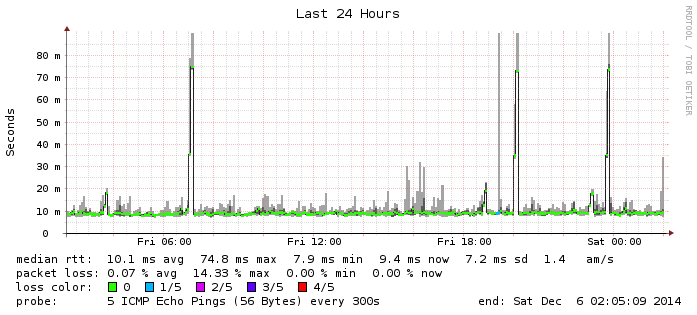 Last 24 Hours
RRDTOOL / TOBI OETIKER
Seconds
80 m
70 m
60 m
50 m
40 m
30 m
20 m
10 m
0
Fri 06:00 Fri 12:00 Fri 18:00 Sat 00:00
median rtt: 10.1 ms avg 74.8 ms max 7.9 ms min 9.4 ms now 7.2 ms sd 1.4 am/s
packet loss: 0.07 % avg 14.33 % max 0.00 % min 0.00 % now
loss color: 0 1/5 2/5 3/5 4/5
probe: 5 ICMP Echo Pings (56 Bytes) every 300s end: Sat Dec 6 02:05:09 2014